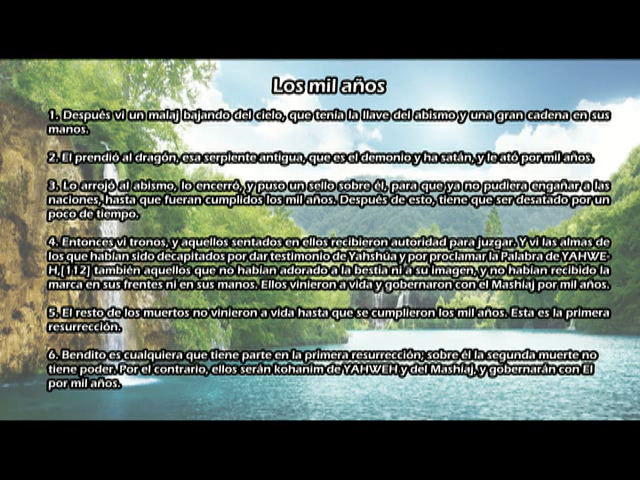 Los mil años
1. Después vi un malaj bajando del cielo, que tenía la llave del abismo y una gran cadena en sus
manos.
2. El prendió al dragón, esa serpiente antigua, que es el demonio y ha satán, y le ató por mil años.
3. Lo arrojó al abismo, lo encerró, y puso un sello sobre él, para que ya no pudiera engañar a las
naciones, hasta que fueran cumplidos los mil años. Después de esto, tiene que ser desatado por un
poco de tiempo.
4. Entonces vi tronos, y aquellos sentados en ellos recibieron autoridad para juzgar. Y vi las almas de
los que habían sido decapitados por dar testimonio de Yahshúa y por proclamar la Palabra de YAHWE-
H,[112] también aquellos que no habían adorado a la bestia ni a su imagen, y no habían recibido la
marca en sus frentes ni en sus manos. Ellos vinieron a vida y gobernaron con el Mashíaj por mil años.
5. El resto de los muertos no vinieron a vida hasta que se cumplieron los mil años. Esta es la primera
resurrección.
6. Bendito es cualquiera que tiene parte en la primera resurrección; sobre él la segunda muerte no
tiene poder. Por el contrario, ellos serán kohanim de YAHWEH y del Mashíaj, y gobernarán con El
por mil años.